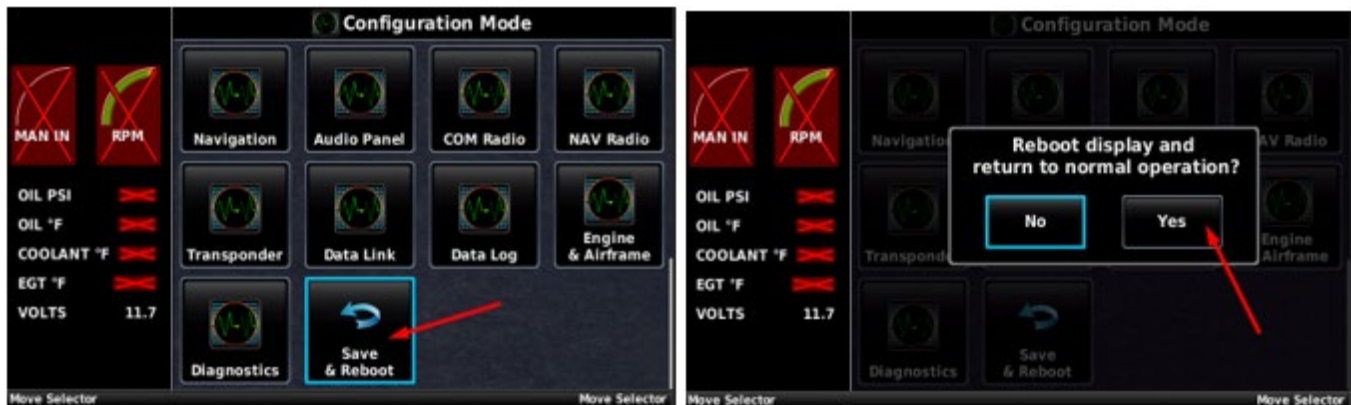 Configuration Mode
MAN IN RPM
OIL PSI
OIL °F
COOLANT °F
EGT °F
VOLTS 11.7
Navigation Audio Panel COM Radio NAV Radio
Transponder Data Link Data Log Engine
& Airframe
Diagnostics Save
& Reboot
Move Selector Move Selector
Configuration Mode
MAN IN RPM
OIL PSI
OIL °F
COOLANT °F
EGT °F
VOLTS 11.7
Navigatio AV Radio
Reboot display and
return to normal operation?
No Yes
Transpond Engine
Airframe
Diagnostics Save
& Reboot
Move Selector Move Selector